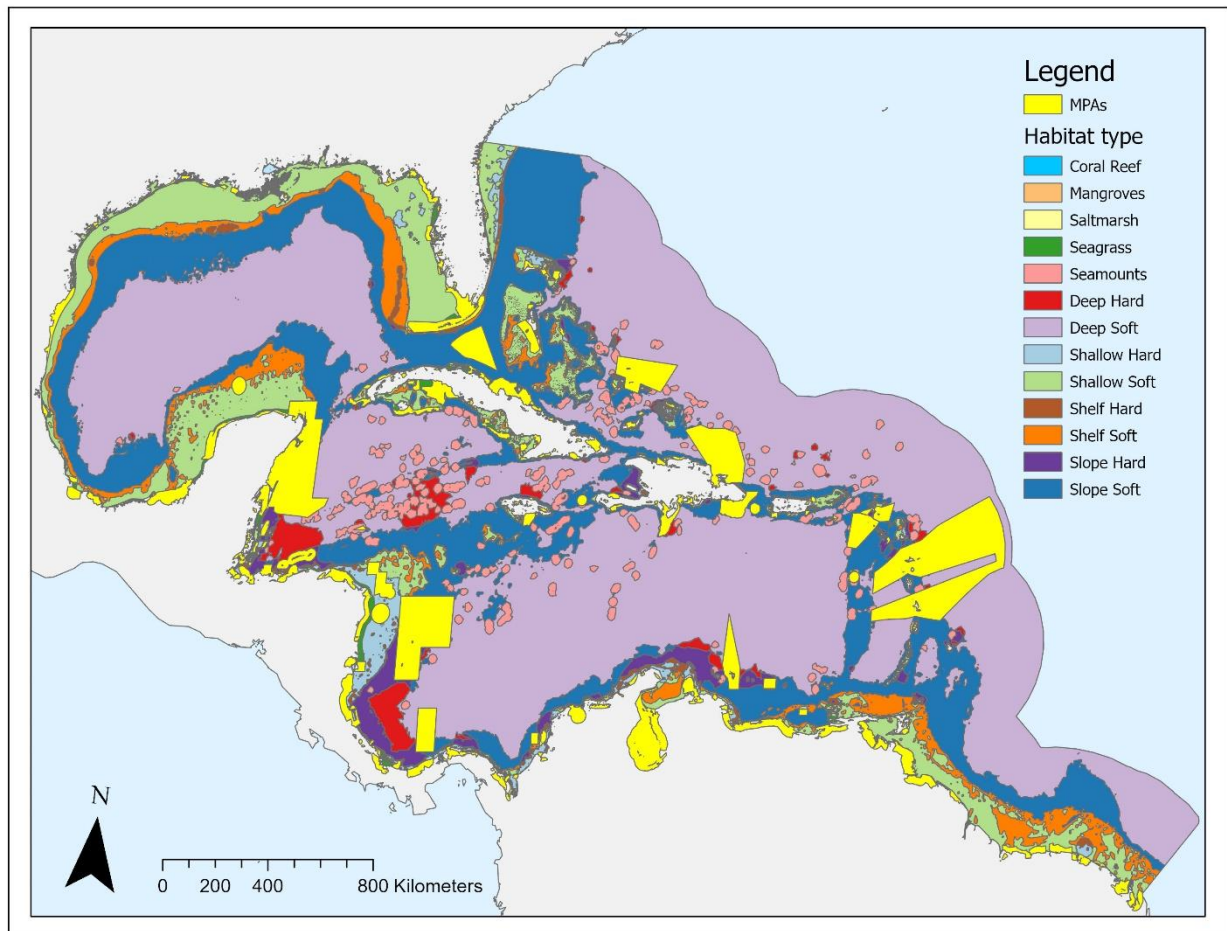 Legend
MPAs
Habitat type
Coral Reef
Mangroves
Saltmarsh
Seagrass
Seamounts
Deep Hard
Deep Soft
Shallow Hard
Shallow Soft
Shelf Hard
Shelf Soft
Slope Hard
Slope Soft
N
0 200 400 800 Kilometers